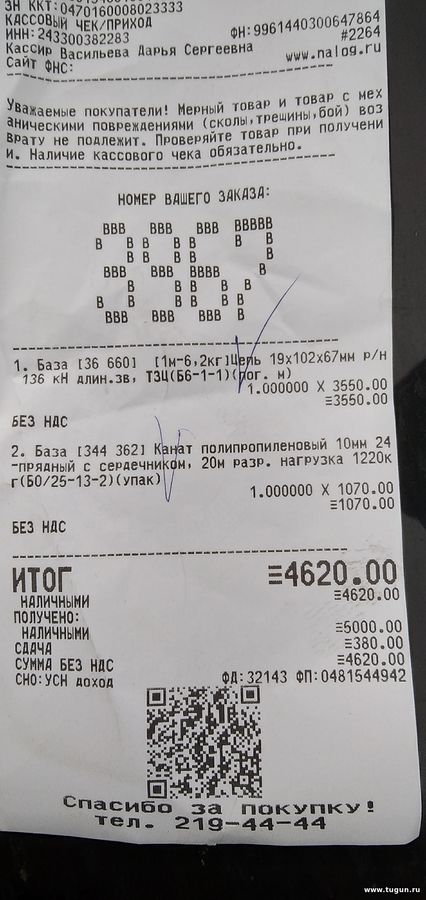 ЗН ККТ:0470160008023333
КАССОВЫЙ ЧЕК/ПРИХОД
ИНН:243300382283 ФН:9961440300647864
#2264
Кассир Васильева Дарья Сергеевна
Сайт ФНС: www.nalog.ru
Уважаемые покупатели! Мерный товар и товар с мех
аническими повреждениями (сколы,трещины,бой) воз
врату не подлежит. Проверяйте товар при получени
и. Наличие кассового чека обязательно.
НОМЕР ВАШЕГО ЗАКАЗА:
3967
1. База [36 660] [1м-6,2кг]Цепь 19х102х67мм р/н
136 кН длин.зв, ТЗЦ(Б6-1-1)(пог. м)
1.000000 X 3550.00
≡3550.00
БЕЗ НДС
2. База [344 362] Канат полипропиленовый 10мм 24
-прядный с сердечником, 20м разр. нагрузка 1220к
г(Б0/25-13-2)(упак)
1.000000 X 1070.00
≡1070.00
БЕЗ НДС
ИТОГ ≡4620.00
НАЛИЧНЫМИ ≡4620.00
ПОЛУЧЕНО:
НАЛИЧНЫМИ ≡5000.00
СДАЧА ≡380.00
СУММА БЕЗ НДС ≡4620.00
СНО:УСН доход ФД:32143 ФП:0481544942
Спасибо за покупку!
тел. 219-44-44
www.tugun.ru